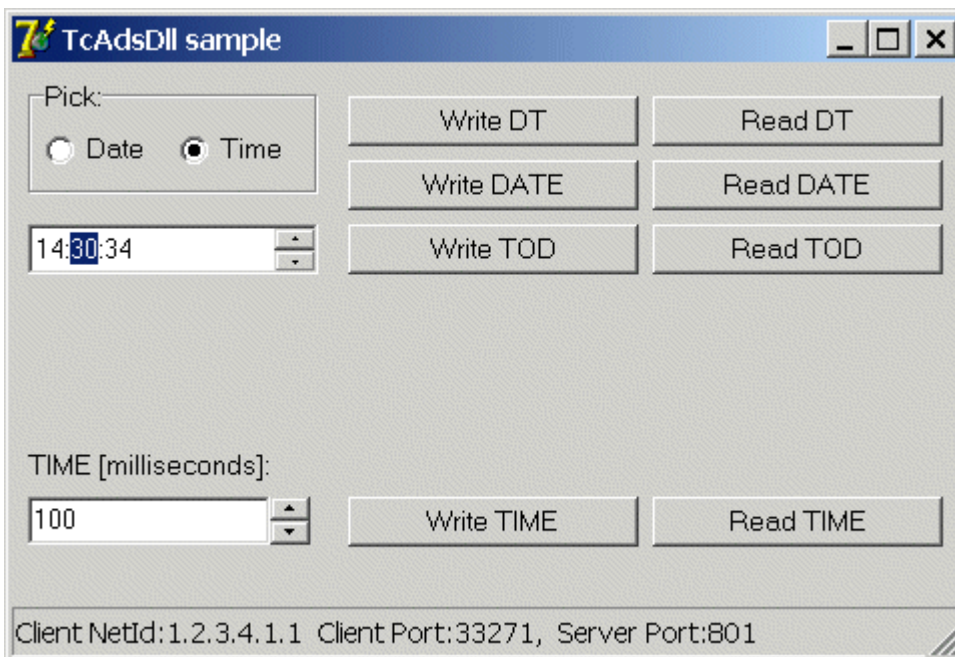 TcAdsDll sample
Pick:
Date Time
Write DT Read DT
Write DATE Read DATE
14:30:34 Write TOD Read TOD
TIME [milliseconds]:
100 Write TIME Read TIME
Client NetId:1.2.3.4.1.1 Client Port:33271, Server Port:801